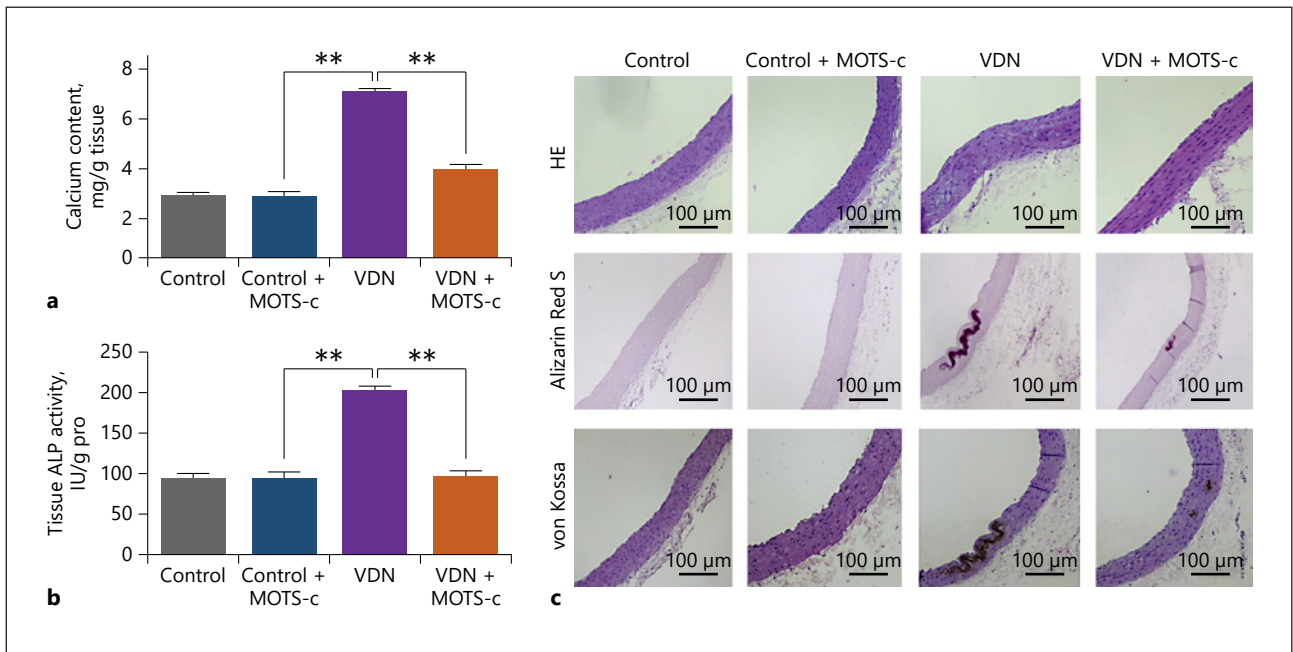 Calcium content,
mg/g tissue
8
6
4
2
0
** **
Control
Control +
MOTS-c
VDN
VDN +
MOTS-c
a
Tissue ALP activity,
IU/g pro
250
200
150
100
50
0
** **
Control
Control +
MOTS-c
VDN
VDN +
MOTS-c
b
Control Control + MOTS-c VDN VDN + MOTS-c
HE
100 µm 100 µm 100 µm 100 µm
Alizarin Red S
100 µm 100 µm 100 µm 100 µm
von Kossa
100 µm 100 µm 100 µm 100 µm
c